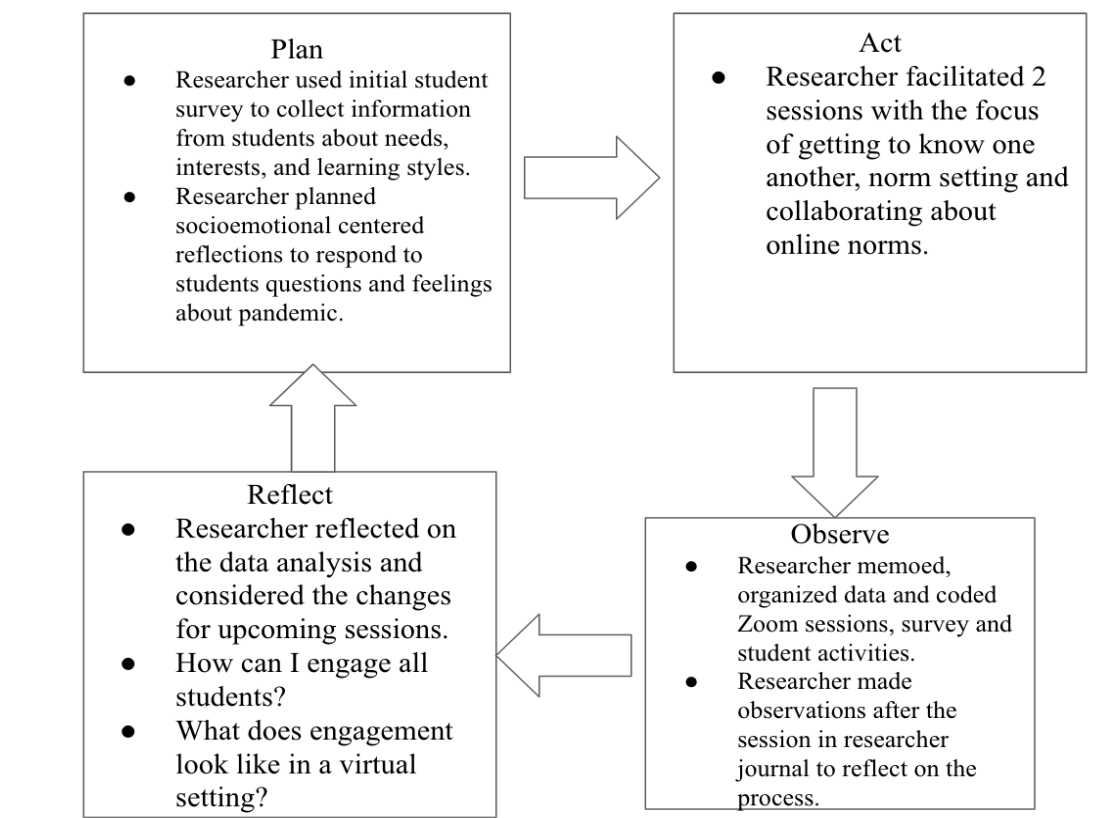 Plan
● Researcher used initial student
survey to collect information
from students about needs,
interests, and learning styles.
● Researcher planned
socioemotional centered
reflections to respond to
students questions and feelings
about pandemic.
Act
● Researcher facilitated 2
sessions with the focus
of getting to know one
another, norm setting and
collaborating about
online norms.
Observe
● Researcher memoed,
organized data and coded
Zoom sessions, survey and
student activities.
● Researcher made
observations after the
session in researcher
journal to reflect on the
process.
Reflect
● Researcher reflected on
the data analysis and
considered the changes
for upcoming sessions.
● How can I engage all
students?
● What does engagement
look like in a virtual
setting?